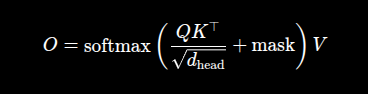 O = softmax ( QK⊤ / √d_head + mask ) V